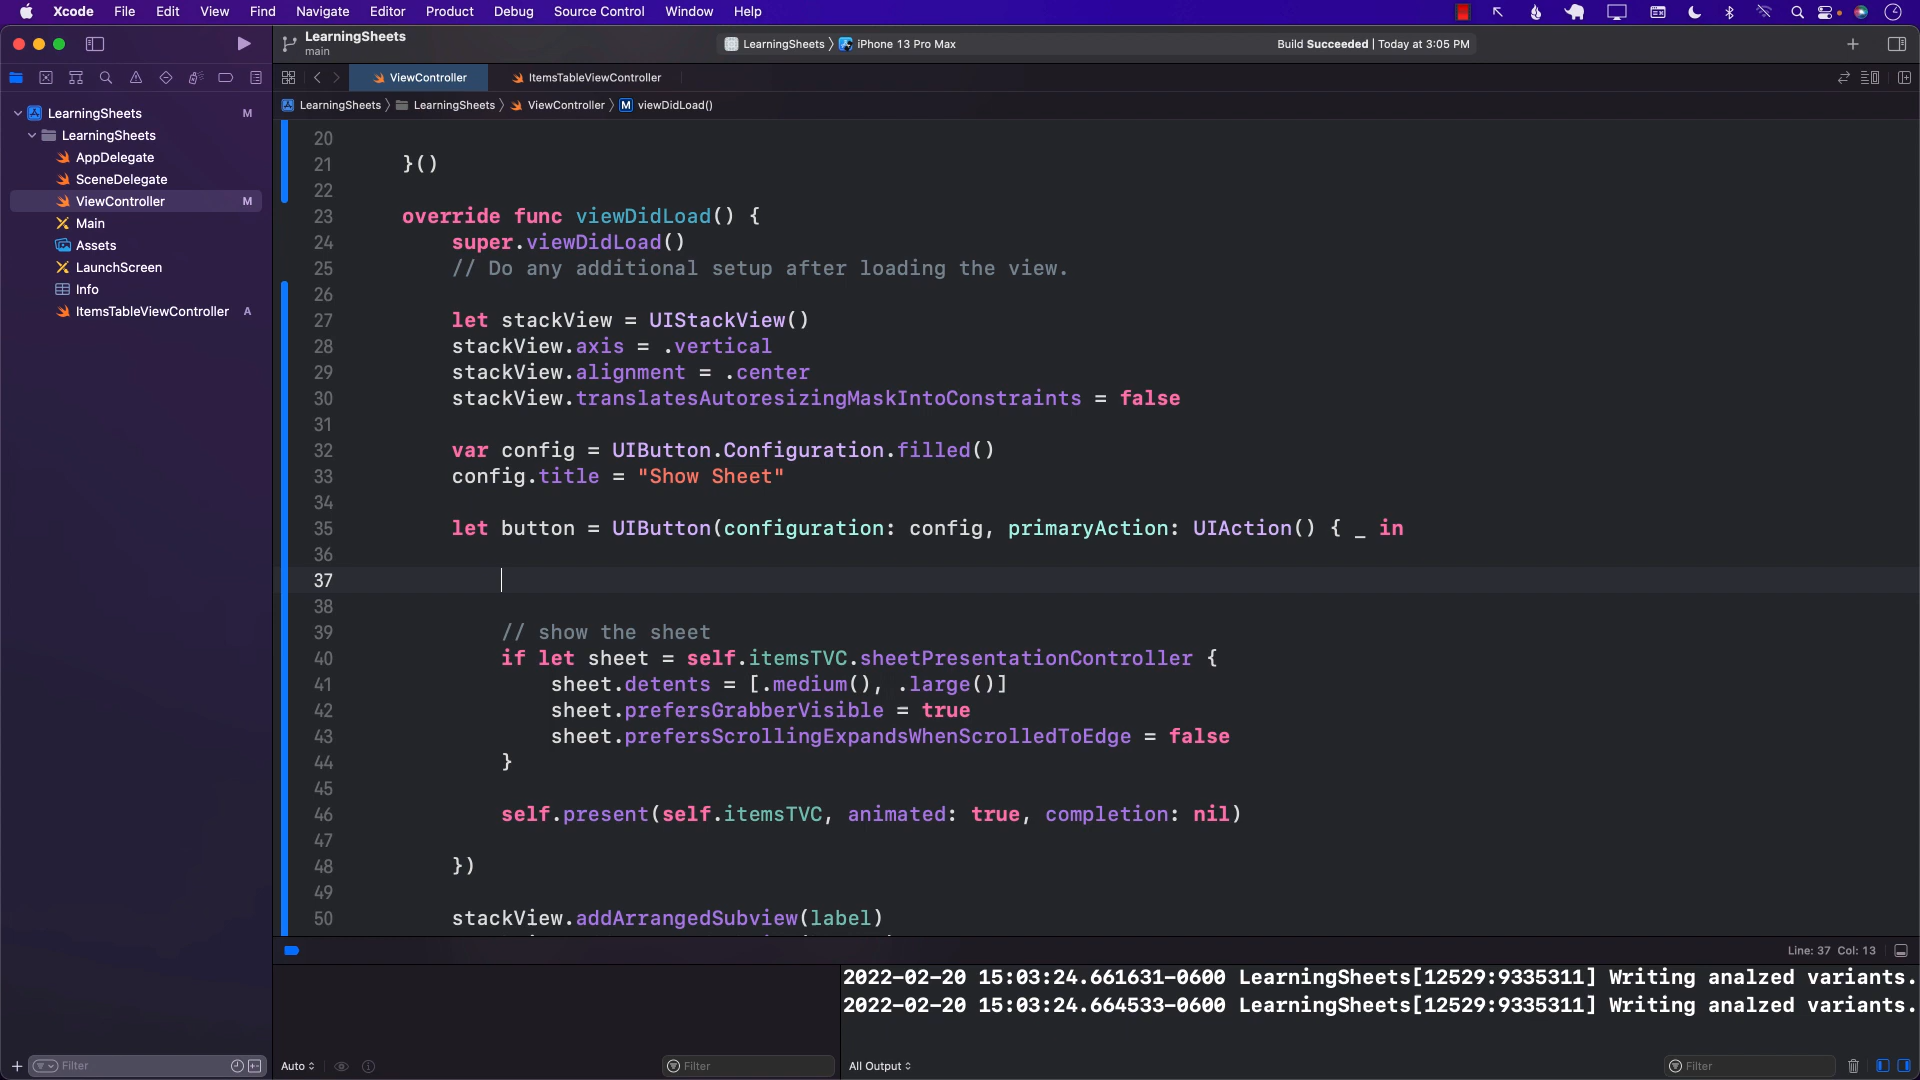 Xcode File Edit View Find Navigate Editor Product Debug Source Control Window Help
LearningSheets
main
LearningSheets iPhone 13 Pro Max
Build Succeeded | Today at 3:05 PM
ViewController ItemsTableViewController
LearningSheets LearningSheets ViewController M viewDidLoad()
LearningSheets M
LearningSheets
AppDelegate
SceneDelegate
ViewController M
Main
Assets
LaunchScreen
Info
ItemsTableViewController A
20
21 }()
22
23 override func viewDidLoad() {
24 super.viewDidLoad()
25 // Do any additional setup after loading the view.
26
27 let stackView = UIStackView()
28 stackView.axis = .vertical
29 stackView.alignment = .center
30 stackView.translatesAutoresizingMaskIntoConstraints = false
31
32 var config = UIButton.Configuration.filled()
33 config.title = "Show Sheet"
34
35 let button = UIButton(configuration: config, primaryAction: UIAction() { _ in
36
37
38
39 // show the sheet
40 if let sheet = self.itemsTVC.sheetPresentationController {
41 sheet.detents = [.medium(), .large()]
42 sheet.prefersGrabberVisible = true
43 sheet.prefersScrollingExpandsWhenScrolledToEdge = false
44 }
45
46 self.present(self.itemsTVC, animated: true, completion: nil)
47
48 })
49
50 stackView.addArrangedSubview(label)
Line: 37 Col: 13
2022-02-20 15:03:24.661631-0600 LearningSheets[12529:9335311] Writing analzed variants.
2022-02-20 15:03:24.664533-0600 LearningSheets[12529:9335311] Writing analzed variants.
Filter
Auto
Filter
All Output
Filter